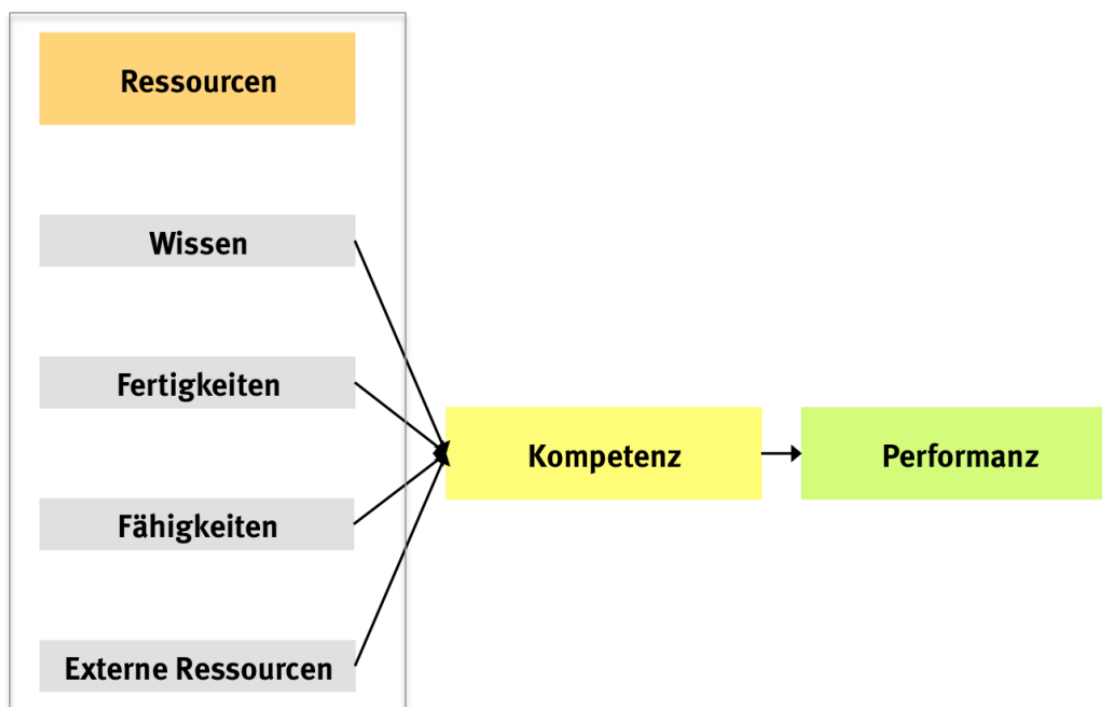 Ressourcen
Wissen
Fertigkeiten
Fähigkeiten
Externe Ressourcen
Kompetenz
Performanz